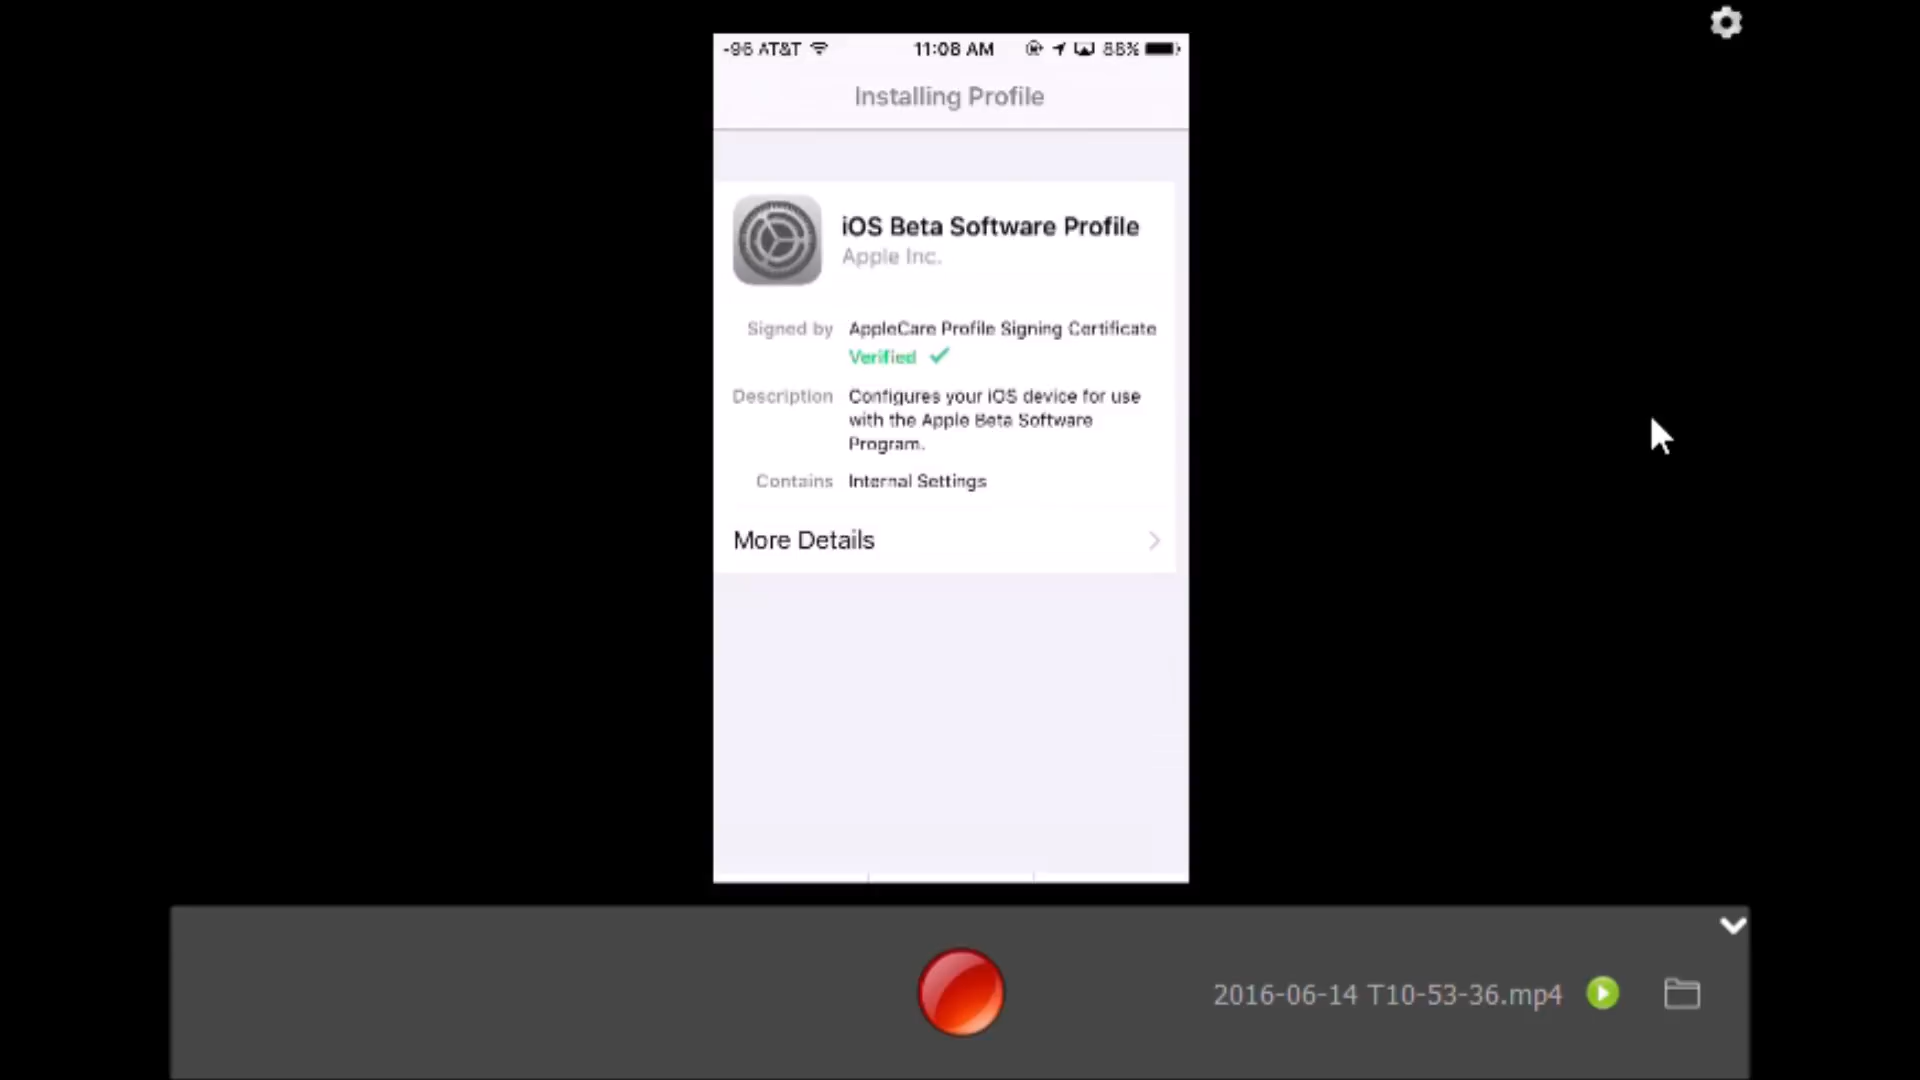 -96 AT&T 11:08 AM 88%
Installing Profile
iOS Beta Software Profile
Apple Inc.
Signed by AppleCare Profile Signing Certificate
Verified
Description Configures your iOS device for use
with the Apple Beta Software
Program.
Contains Internal Settings
More Details
2016-06-14 T10-53-36.mp4